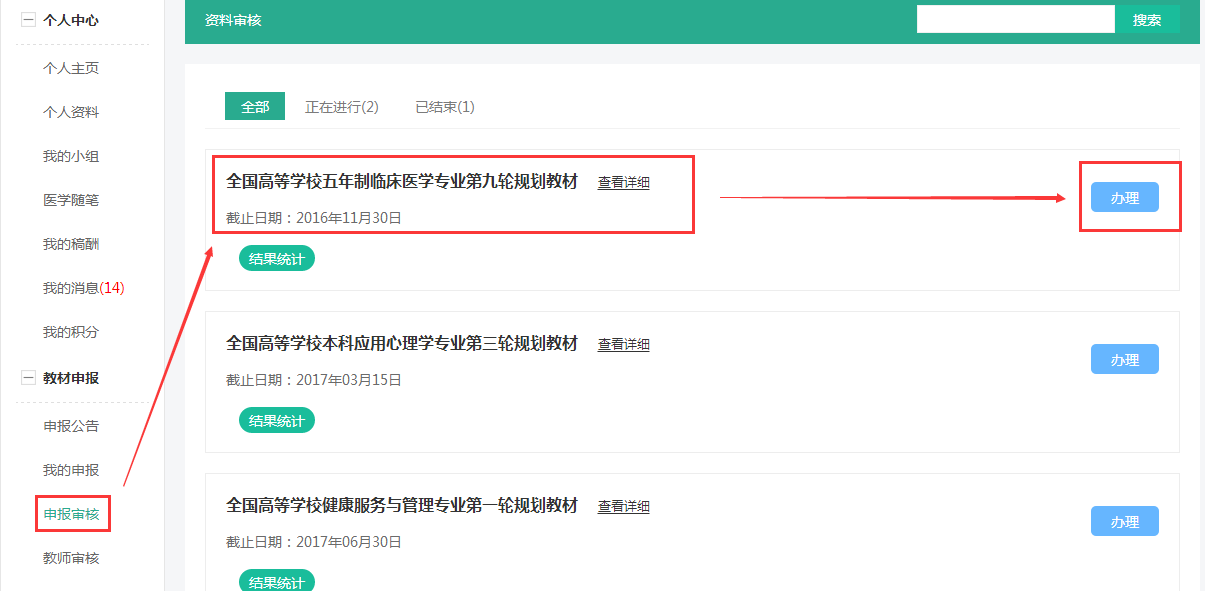 个人中心
个人主页
个人资料
我的小组
医学随笔
我的稿酬
我的消息(14)
我的积分
教材申报
申报公告
我的申报
申报审核
教师审核
资料审核
搜索
全部 正在进行(2) 已结束(1)
全国高等学校五年制临床医学专业第九轮规划教材 查看详细
办理
截止日期：2016年11月30日
结果统计
全国高等学校本科应用心理学专业第三轮规划教材 查看详细
办理
截止日期：2017年03月15日
结果统计
全国高等学校健康服务与管理专业第一轮规划教材 查看详细
办理
截止日期：2017年06月30日
结果统计